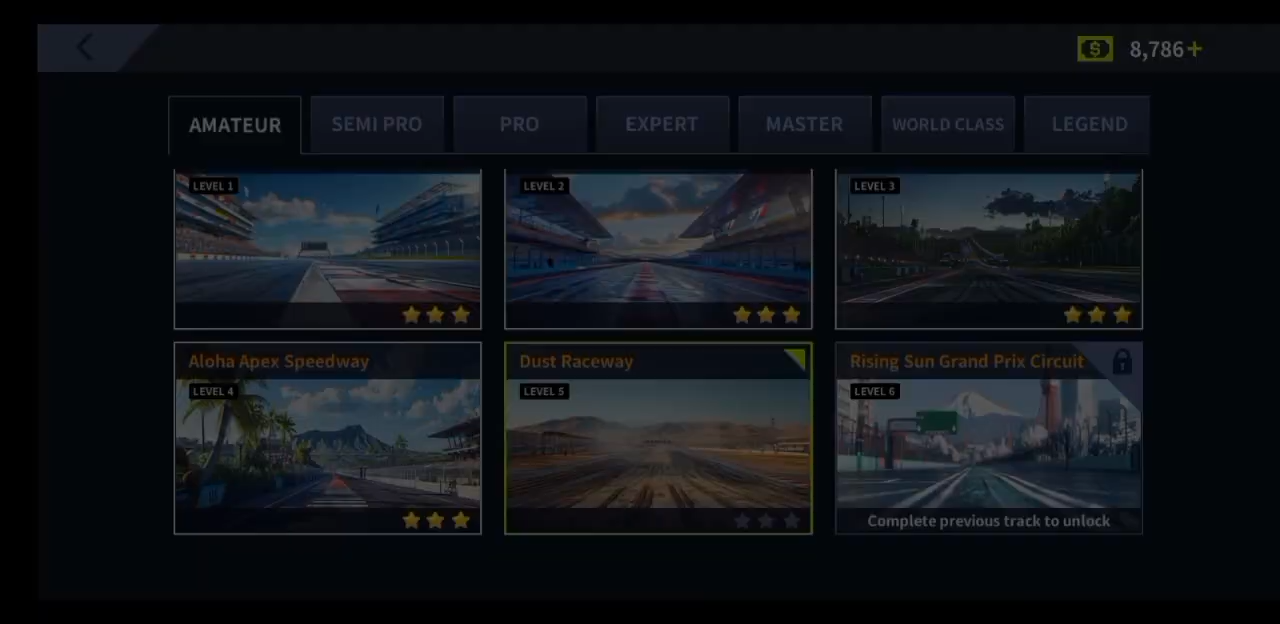 8,786+
AMATEUR
SEMI PRO
PRO
EXPERT
MASTER
WORLD CLASS
LEGEND
LEVEL 1
LEVEL 2
LEVEL 3
Aloha Apex Speedway
LEVEL 4
Dust Raceway
LEVEL 5
Rising Sun Grand Prix Circuit
LEVEL 6
Complete previous track to unlock